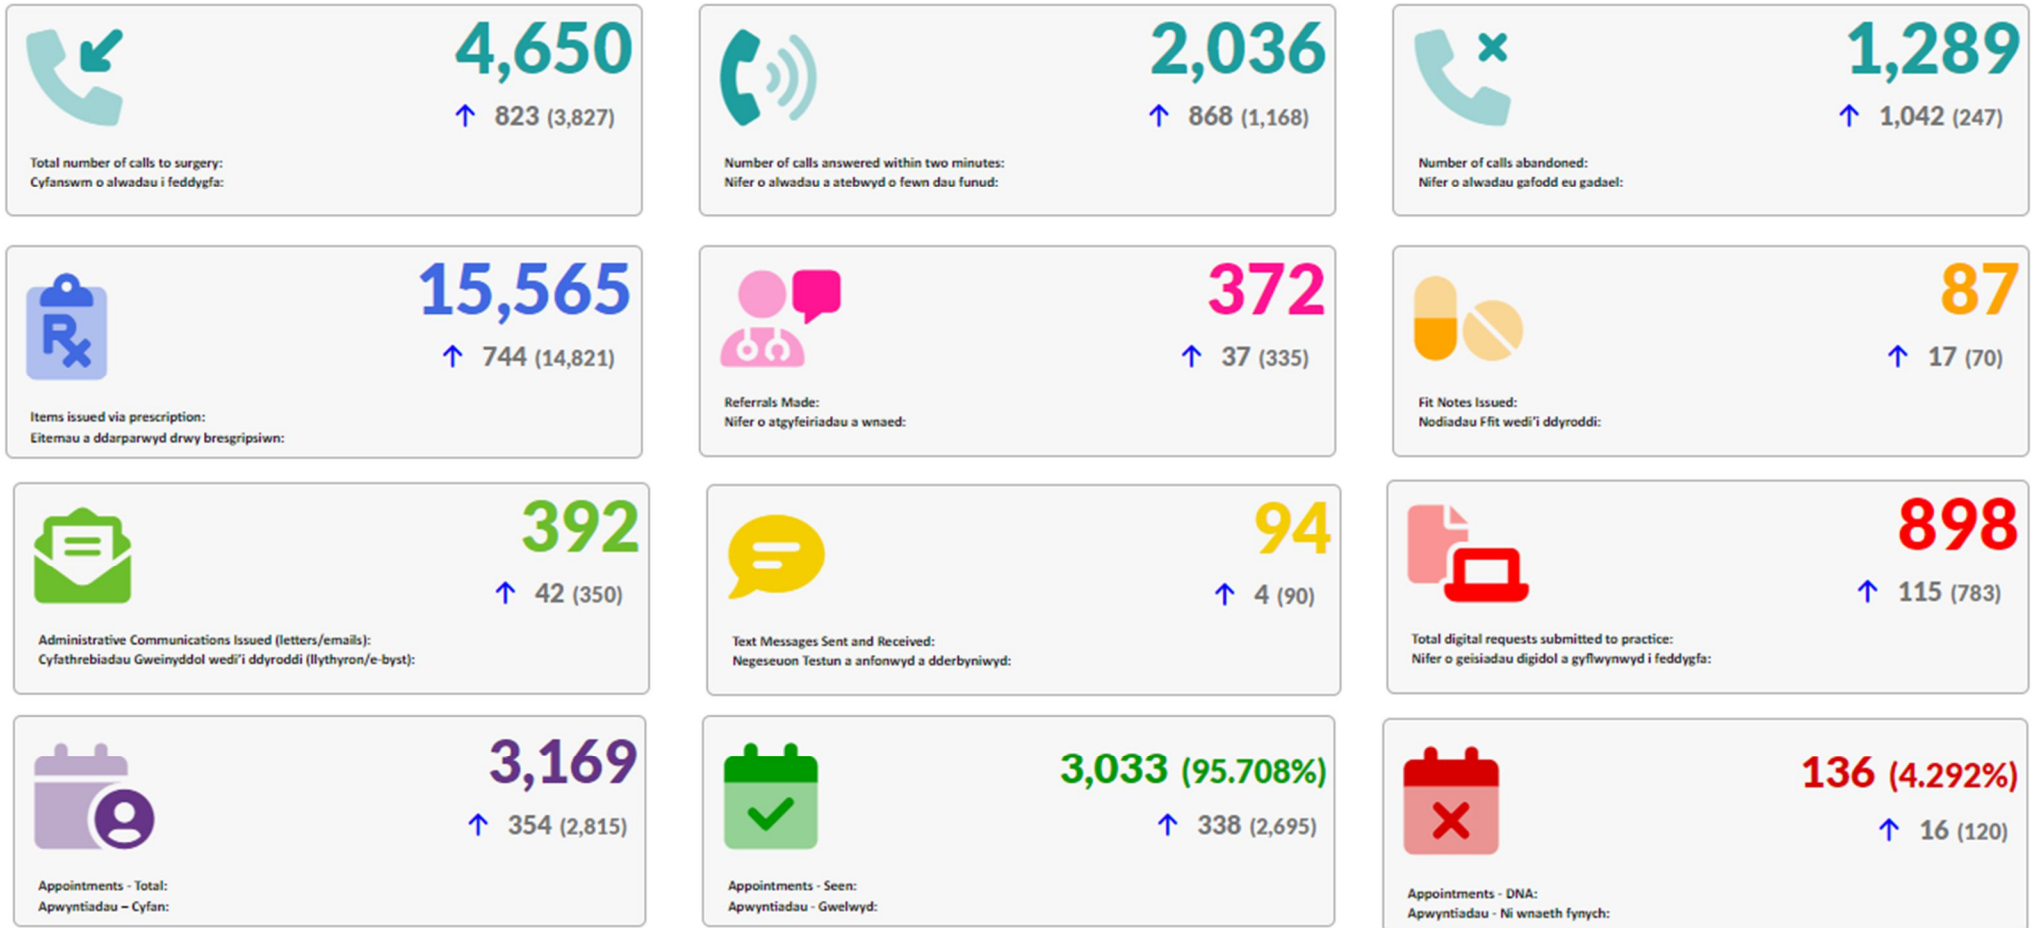 4,650
↑ 823 (3,827)
Total number of calls to surgery:
Cyfanswm o alwadau i feddygfa:
2,036
↑ 868 (1,168)
Number of calls answered within two minutes:
Nifer o alwadau a atebwyd o fewn dau funud:
1,289
↑ 1,042 (247)
Number of calls abandoned:
Nifer o alwadau gafodd eu gadael:
Rx
15,565
↑ 744 (14,821)
Items issued via prescription:
Eitemau a ddarparwyd drwy bresgripsiwn:
372
↑ 37 (335)
Referrals Made:
Nifer o atgyfeiriadau a wnaed:
87
↑ 17 (70)
Fit Notes Issued:
Nodiadau Ffit wedi'i ddyroddi:
392
↑ 42 (350)
Administrative Communications Issued (letters/emails):
Cyfathrebiadau Gweinyddol wedi'i ddyroddi (llythyron/e-byst):
94
↑ 4 (90)
Text Messages Sent and Received:
Negeseuon Testun a anfonwyd a dderbyniwyd:
898
↑ 115 (783)
Total digital requests submitted to practice:
Nifer o geisiadau digidol a gyflwynwyd i feddygfa:
3,169
↑ 354 (2,815)
Appointments - Total:
Apwyntiadau – Cyfan:
3,033 (95.708%)
↑ 338 (2,695)
Appointments - Seen:
Apwyntiadau - Gwelwyd:
136 (4.292%)
↑ 16 (120)
Appointments - DNA:
Apwyntiadau - Ni wnaeth fynych: